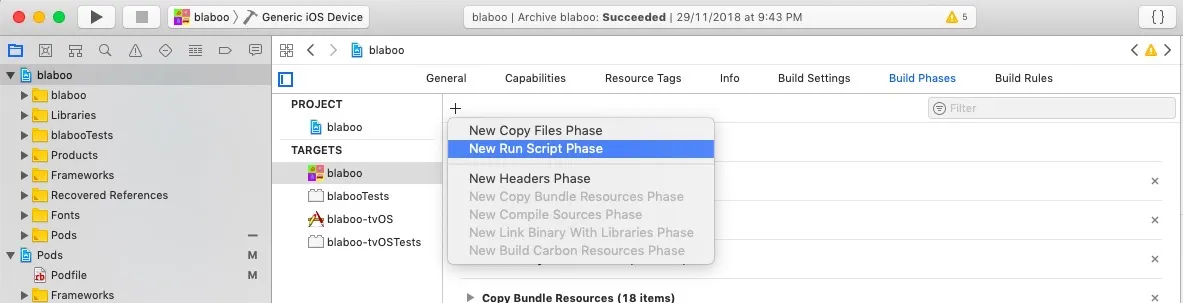 blaboo
Generic iOS Device
blaboo | Archive blaboo: Succeeded | 29/11/2018 at 9:43 PM
5
{}
blaboo
blaboo
General
Capabilities
Resource Tags
Info
Build Settings
Build Phases
Build Rules
blaboo
Libraries
blabooTests
Products
Frameworks
Recovered References
Fonts
Pods
Pods
M
rb
Podfile
M
Frameworks
PROJECT
blaboo
TARGETS
blaboo
blabooTests
blaboo-tvOS
blaboo-tvOSTests
+
Filter
New Copy Files Phase
New Run Script Phase
New Headers Phase
New Copy Bundle Resources Phase
New Compile Sources Phase
New Link Binary With Libraries Phase
New Build Carbon Resources Phase
Copy Bundle Resources (18 items)